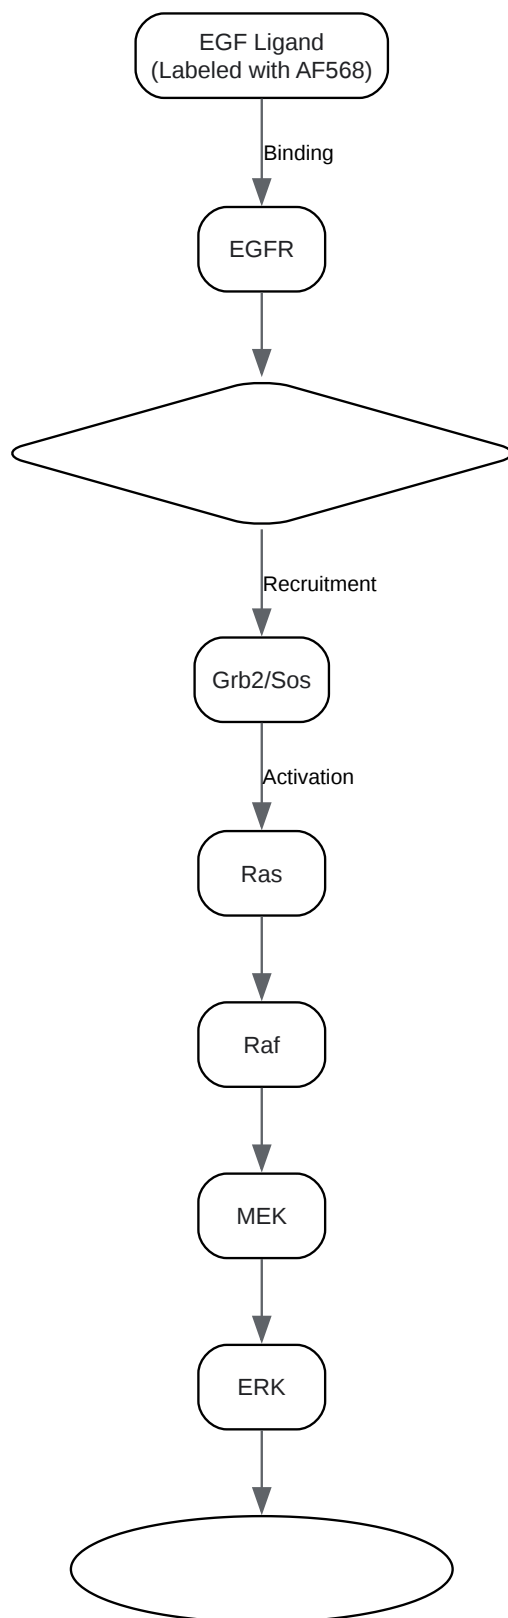 EGF Ligand
(Labeled with AF568)
Binding
EGFR
Recruitment
Grb2/Sos
Activation
Ras
Raf
MEK
ERK